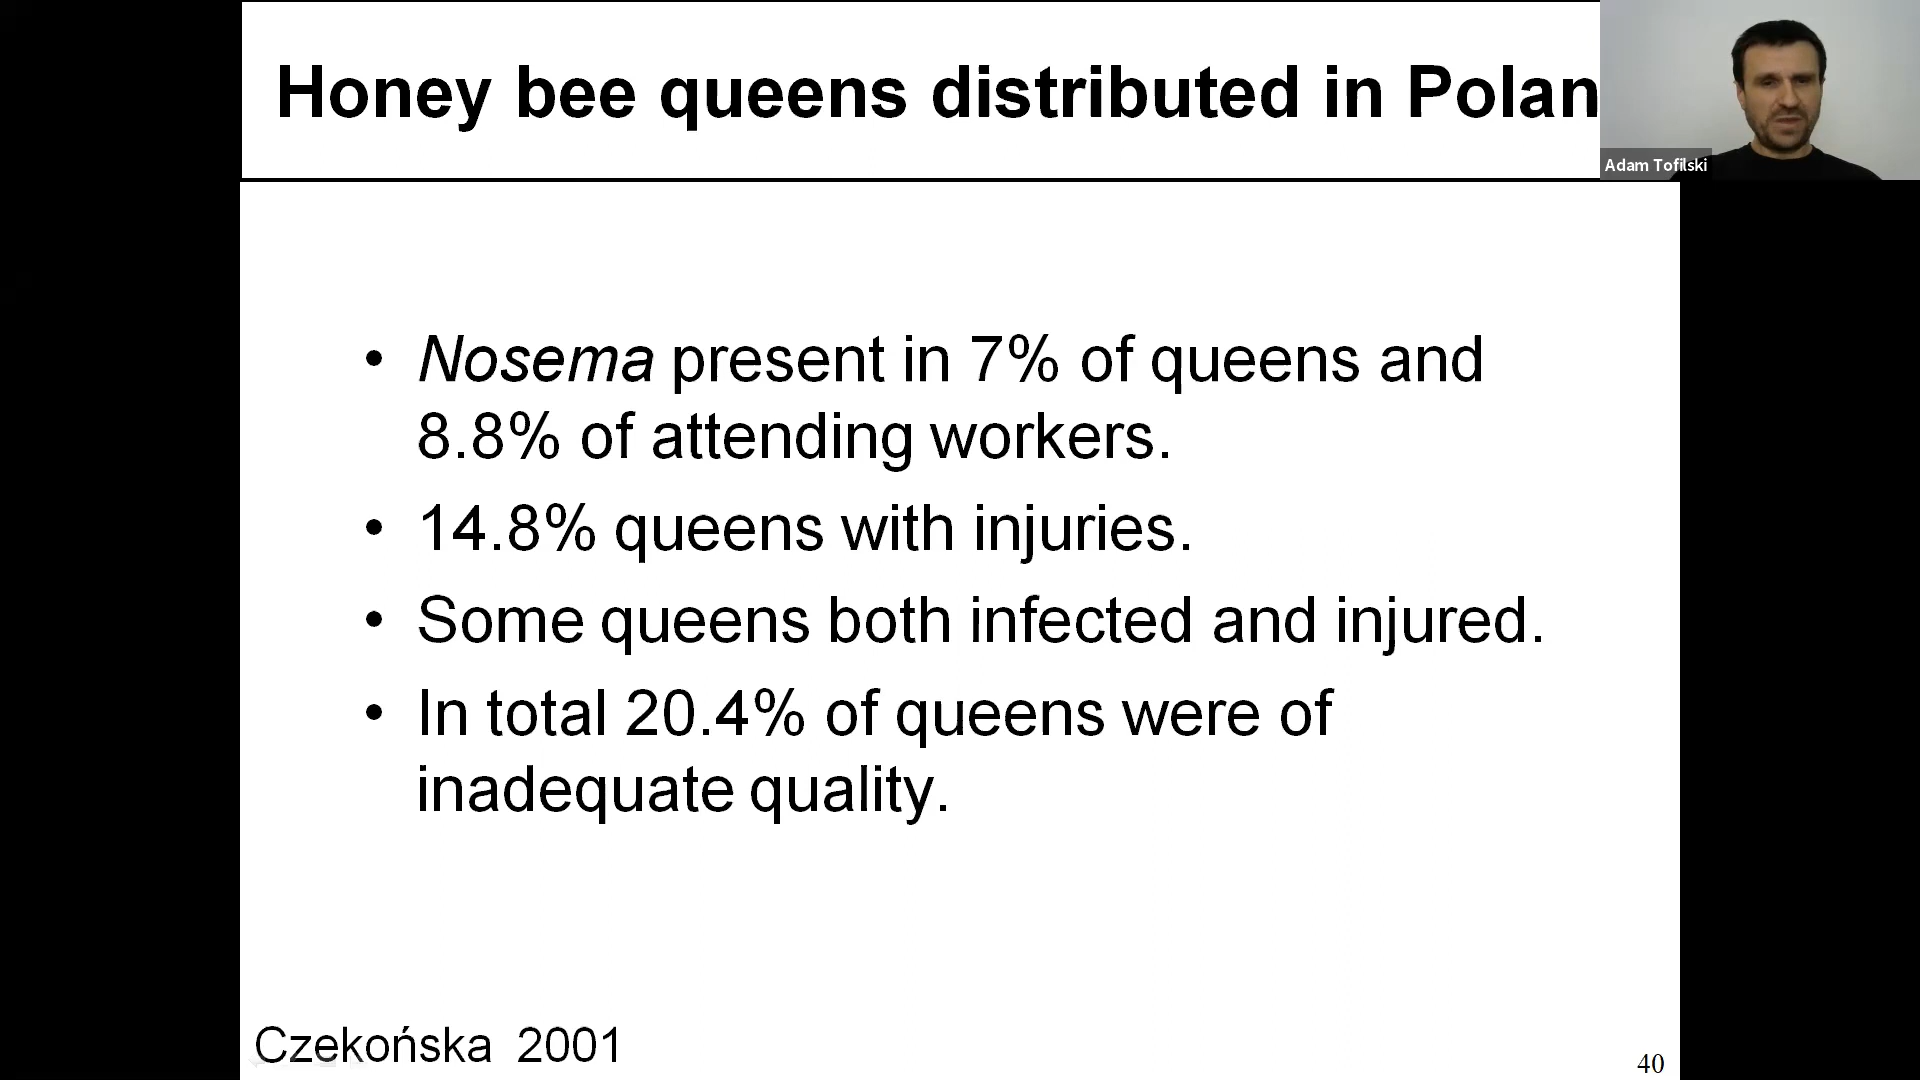 Honey bee queens distributed in Polan
Adam Tofilski
• Nosema present in 7% of queens and
8.8% of attending workers.
• 14.8% queens with injuries.
• Some queens both infected and injured.
• In total 20.4% of queens were of
inadequate quality.
Czekońska 2001
40